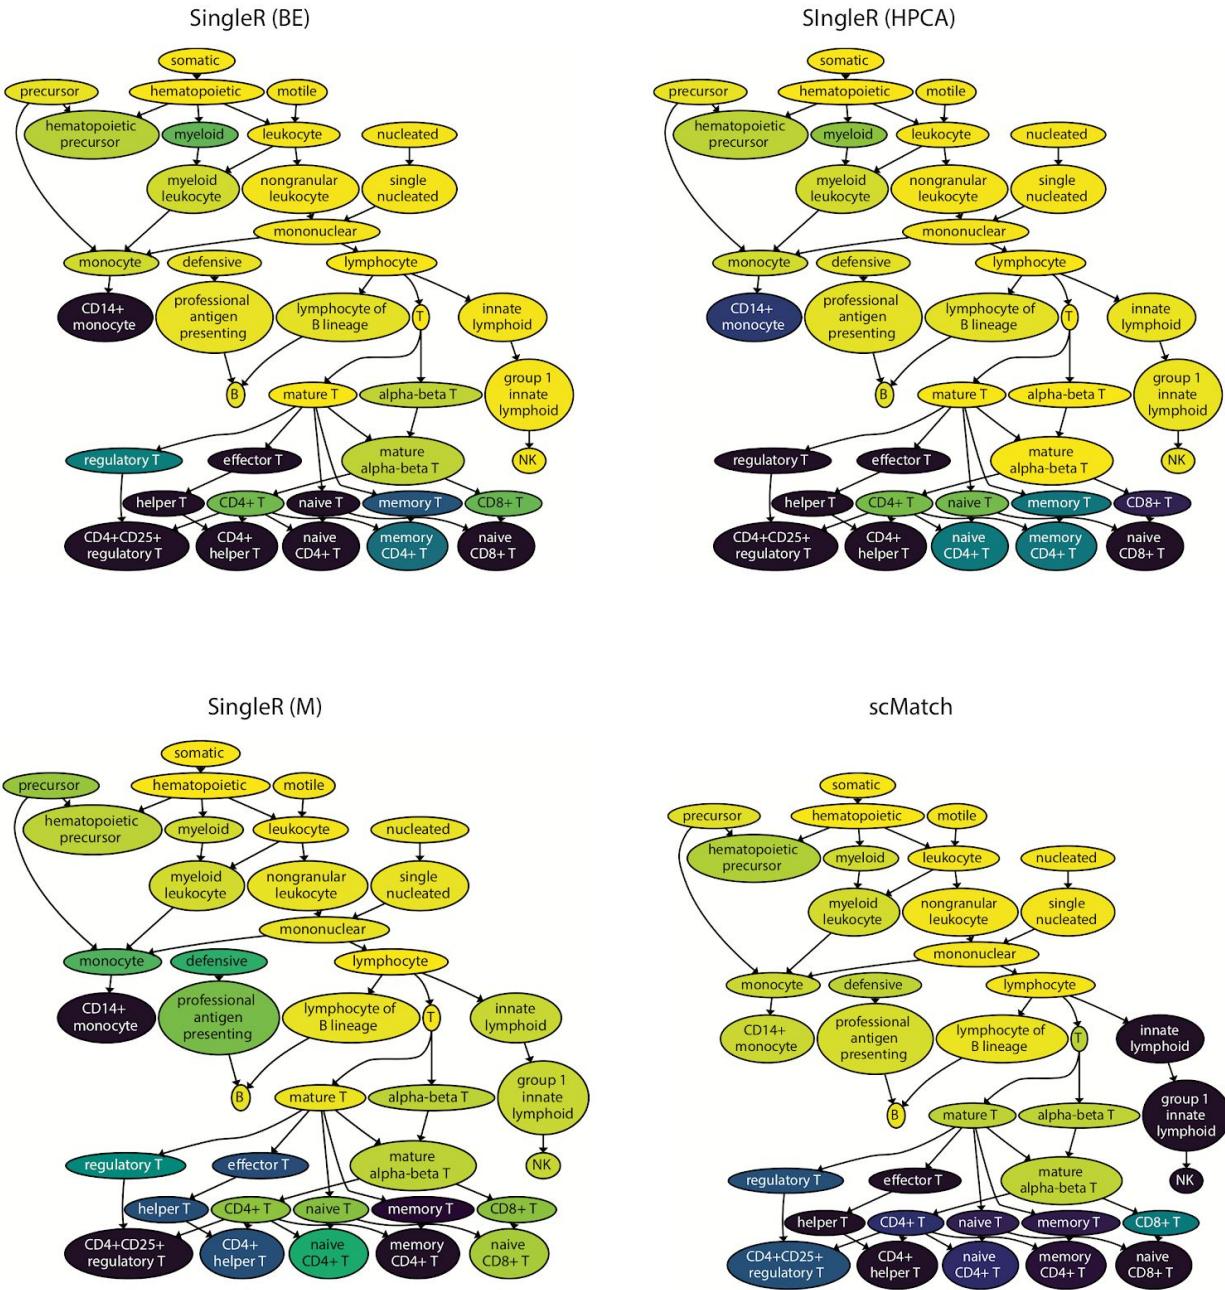 SingleR (BE)
somatic
precursor
hematopoietic
motile
hematopoietic
precursor
myeloid
leukocyte
nucleated
myeloid
leukocyte
nongranular
leukocyte
single
nucleated
mononuclear
monocyte
defensive
lymphocyte
CD14+
monocyte
professional
antigen
presenting
lymphocyte of
B lineage
T
innate
lymphoid
B
mature T
alpha-beta T
group 1
innate
lymphoid
regulatory T
effector T
mature
alpha-beta T
NK
helper T
CD4+ T
naive T
memory T
CD8+ T
CD4+CD25+
regulatory T
CD4+
helper T
naive
CD4+ T
memory
CD4+ T
naive
CD8+ T
SIngleR (HPCA)
somatic
precursor
hematopoietic
motile
hematopoietic
precursor
myeloid
leukocyte
nucleated
myeloid
leukocyte
nongranular
leukocyte
single
nucleated
mononuclear
monocyte
defensive
lymphocyte
CD14+
monocyte
professional
antigen
presenting
lymphocyte of
B lineage
T
innate
lymphoid
B
mature T
alpha-beta T
group 1
innate
lymphoid
regulatory T
effector T
mature
alpha-beta T
NK
helper T
CD4+ T
naive T
memory T
CD8+ T
CD4+CD25+
regulatory T
CD4+
helper T
naive
CD4+ T
memory
CD4+ T
naive
CD8+ T
SingleR (M)
somatic
precursor
hematopoietic
motile
hematopoietic
precursor
myeloid
leukocyte
nucleated
myeloid
leukocyte
nongranular
leukocyte
single
nucleated
mononuclear
monocyte
defensive
lymphocyte
CD14+
monocyte
professional
antigen
presenting
lymphocyte of
B lineage
T
innate
lymphoid
B
mature T
alpha-beta T
group 1
innate
lymphoid
regulatory T
effector T
mature
alpha-beta T
NK
helper T
CD4+ T
naive T
memory T
CD8+ T
CD4+CD25+
regulatory T
CD4+
helper T
naive
CD4+ T
memory
CD4+ T
naive
CD8+ T
scMatch
somatic
precursor
hematopoietic
motile
hematopoietic
precursor
myeloid
leukocyte
nucleated
myeloid
leukocyte
nongranular
leukocyte
single
nucleated
mononuclear
monocyte
defensive
lymphocyte
CD14+
monocyte
professional
antigen
presenting
lymphocyte of
B lineage
T
innate
lymphoid
B
mature T
alpha-beta T
group 1
innate
lymphoid
regulatory T
effector T
mature
alpha-beta T
NK
helper T
CD4+ T
naive T
memory T
CD8+ T
CD4+CD25+
regulatory T
CD4+
helper T
naive
CD4+ T
memory
CD4+ T
naive
CD8+ T